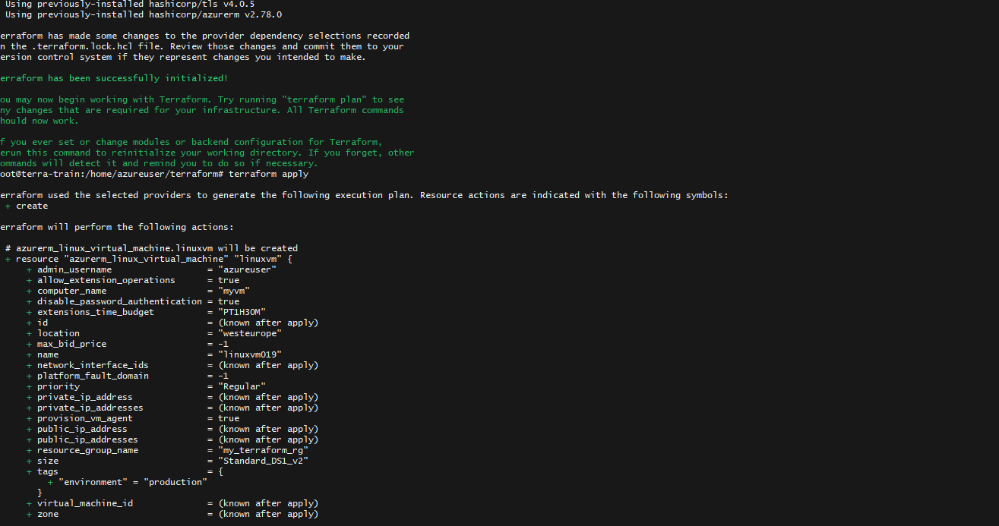 Using previously-installed hashicorp/tls v4.0.5
Using previously-installed hashicorp/azurerm v2.78.0
erraform has made some changes to the provider dependency selections recorded
n the .terraform.lock.hcl file. Review those changes and commit them to your
ersion control system if they represent changes you intended to make.
erraform has been successfully initialized!
ou may now begin working with Terraform. Try running "terraform plan" to see
ny changes that are required for your infrastructure. All Terraform commands
hould now work.
f you ever set or change modules or backend configuration for Terraform,
erun this command to reinitialize your working directory. If you forget, other
ommands will detect it and remind you to do so if necessary.
oot@terra-train:/home/azureuser/terraform# terraform apply
erraform used the selected providers to generate the following execution plan. Resource actions are indicated with the following symbols:
+ create
erraform will perform the following actions:
# azurerm_linux_virtual_machine.linuxvm will be created
+ resource "azurerm_linux_virtual_machine" "linuxvm" {
+ admin_username = "azureuser"
+ allow_extension_operations = true
+ computer_name = "myvm"
+ disable_password_authentication = true
+ extensions_time_budget = "PT1H30M"
+ id = (known after apply)
+ location = "westeurope"
+ max_bid_price = -1
+ name = "linuxvm019"
+ network_interface_ids = (known after apply)
+ platform_fault_domain = -1
+ priority = "Regular"
+ private_ip_address = (known after apply)
+ private_ip_addresses = (known after apply)
+ provision_vm_agent = true
+ public_ip_address = (known after apply)
+ public_ip_addresses = (known after apply)
+ resource_group_name = "my_terraform_rg"
+ size = "Standard_DS1_v2"
+ tags = {
+ "environment" = "production"
}
+ virtual_machine_id = (known after apply)
+ zone = (known after apply)